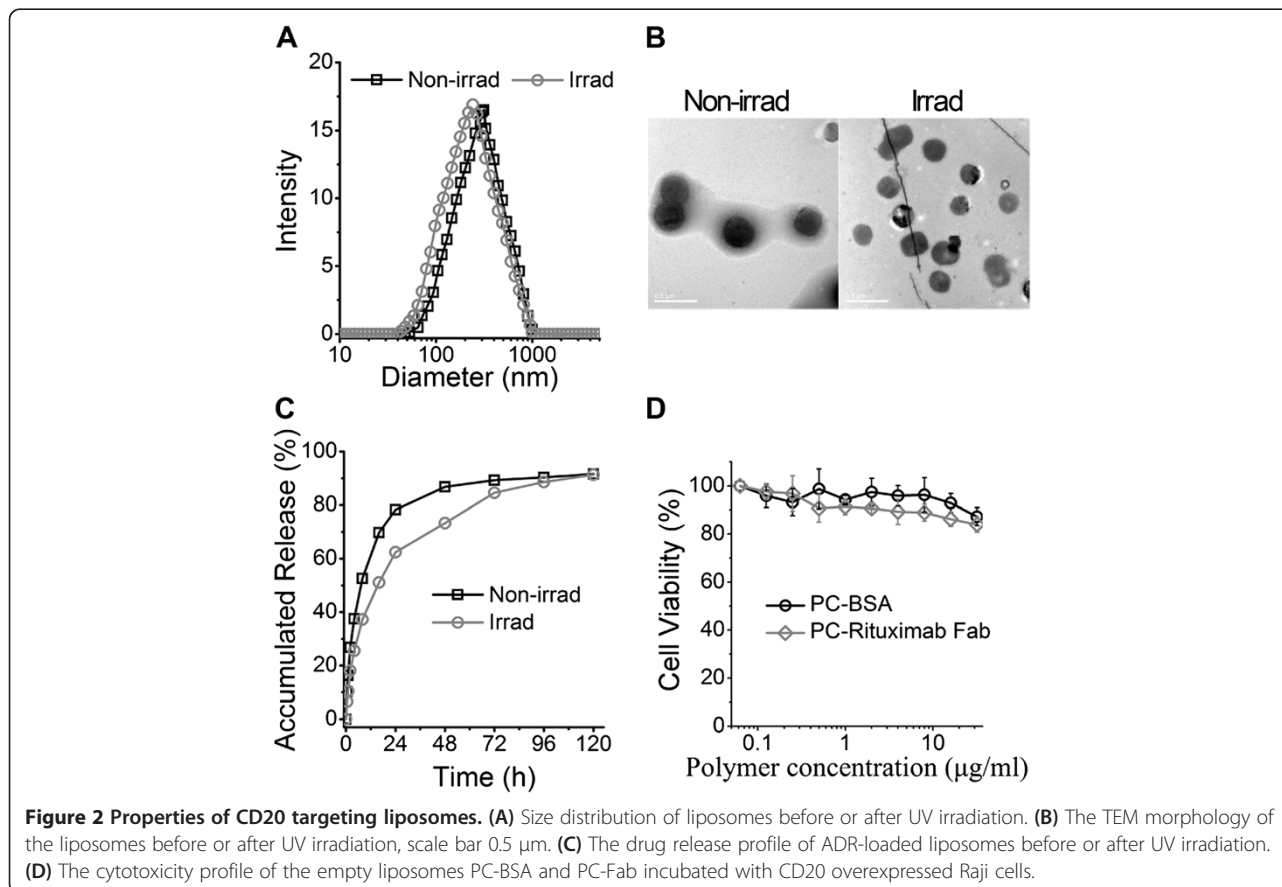 A
20
15
10
5
0
Intensity
Non-irrad
Irrad
10
100
1000
Diameter (nm)
B
Non-irrad
Irrad
0.5 µm
0.5 µm
C
100
80
60
40
20
0
Accumulated Release (%)
Non-irrad
Irrad
0
24
48
72
96
120
Time (h)
D
100
80
60
40
20
0
Cell Viability (%)
PC-BSA
PC-Rituximab Fab
0.1
1
10
Polymer concentration (µg/ml)
Figure 2 Properties of CD20 targeting liposomes. (A) Size distribution of liposomes before or after UV irradiation. (B) The TEM morphology of
the liposomes before or after UV irradiation, scale bar 0.5 µm. (C) The drug release profile of ADR-loaded liposomes before or after UV irradiation.
(D) The cytotoxicity profile of the empty liposomes PC-BSA and PC-Fab incubated with CD20 overexpressed Raji cells.